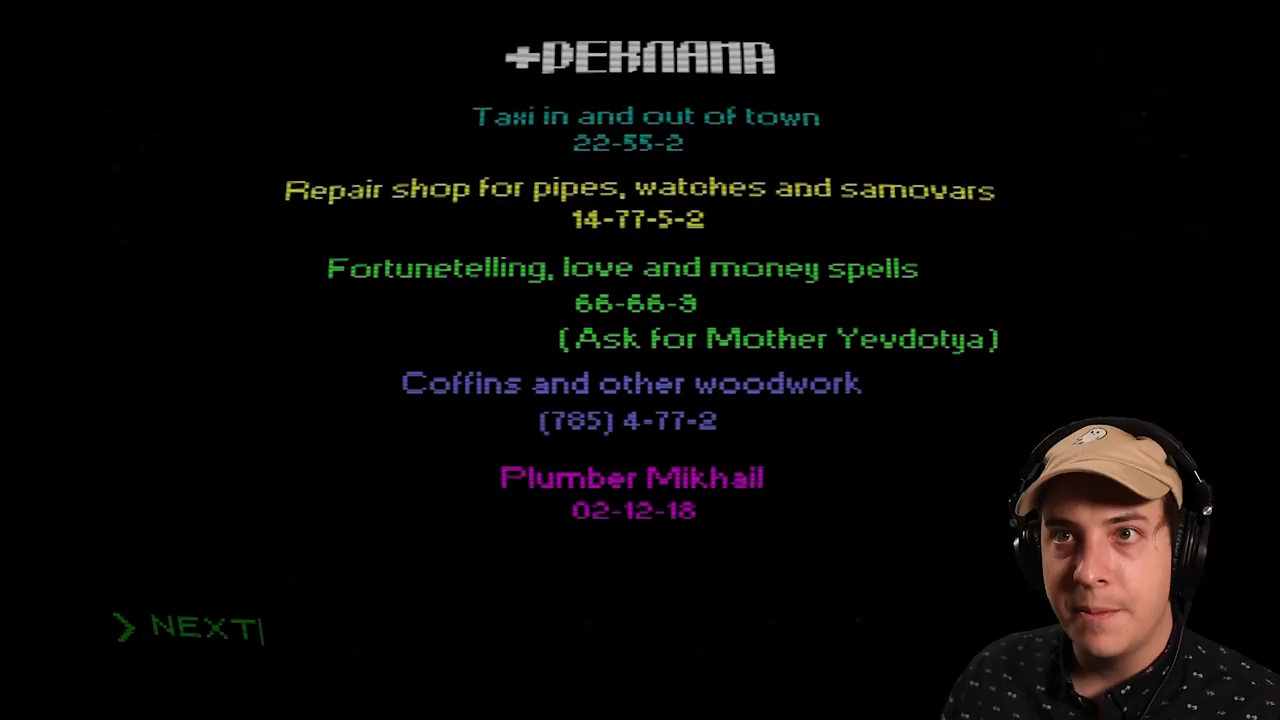 +РЕКЛАМА
Taxi in and out of town
22-55-2
Repair shop for pipes, watches and samovars
14-77-5-2
Fortunetelling, love and money spells
66-66-9
(Ask for Mother Yevdotya)
Coffins and other woodwork
(785) 4-77-2
Plumber Mikhail
02-12-18
> NEXT